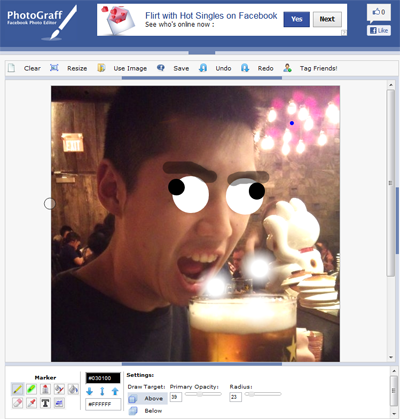 PhotoGraff
Facebook Photo Editor
Flirt with Hot Singles on Facebook
See who's online now :
Yes
Next
0
Like
Clear
Resize
Use Image
Save
Undo
Redo
Tag Friends!
Marker
#030100
#FFFFFF
Settings:
Draw Target:
Primary Opacity:
Radius:
Above
39
23
Below